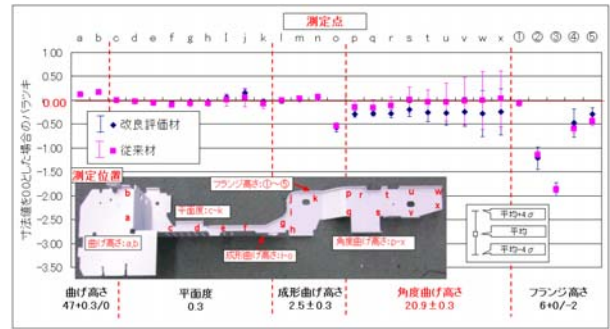 測定点
a b c d e f g h I j k l m n o p q r s t u v w x ① ② ③ ④ ⑤
寸法値を00とした場合のバラツキ
1.00
0.50
0.00
-0.50
-1.00
-1.50
-2.00
-2.50
-3.00
-3.50
改良評価材
従来材
測定位置
フランジ高さ:①~⑤
平面度:c-k
曲げ高さ:a,b
成形曲げ高さ:l-o
角度曲げ高さ:p-x
b
a
c d e f g h i j k
p r t u w
q s v x
平均+4σ
平均
平均-4σ
曲げ高さ
47+0.3/0
平面度
0.3
成形曲げ高さ
2.5±0.3
角度曲げ高さ
20.9±0.3
フランジ高さ
6+0/-2